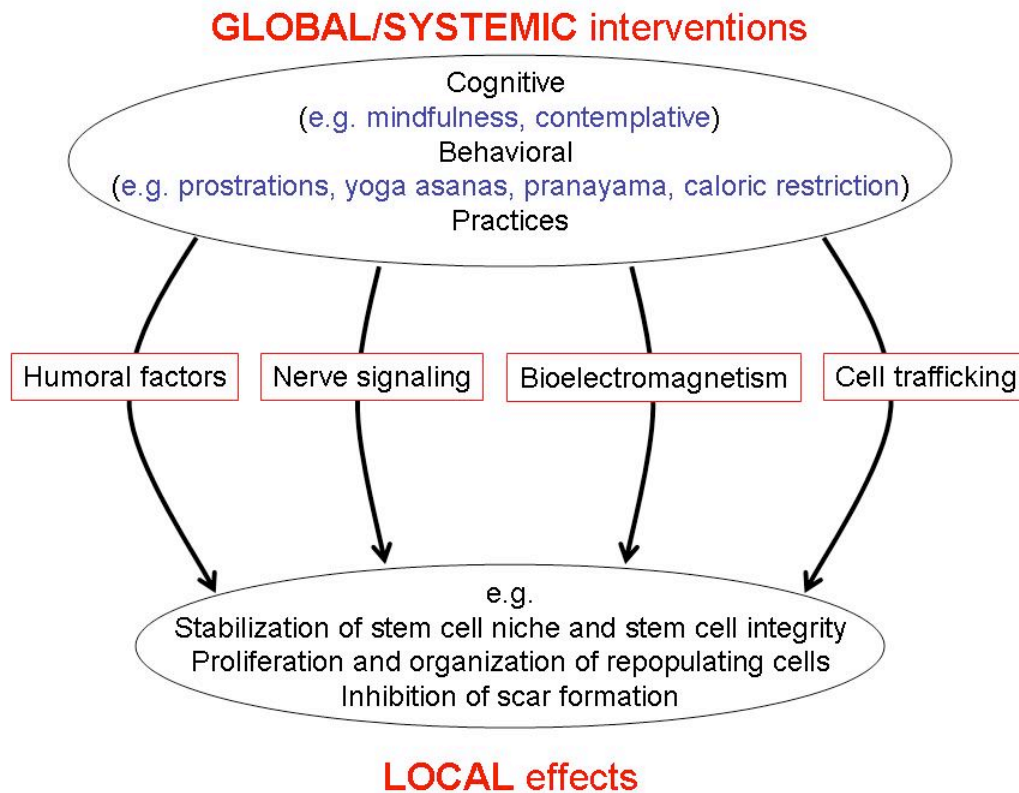 GLOBAL/SYSTEMIC interventions
Cognitive
(e.g. mindfulness, contemplative)
Behavioral
(e.g. prostrations, yoga asanas, pranayama, caloric restriction)
Practices
Humoral factors
Nerve signaling
Bioelectromagnetism
Cell trafficking
e.g.
Stabilization of stem cell niche and stem cell integrity
Proliferation and organization of repopulating cells
Inhibition of scar formation
LOCAL effects